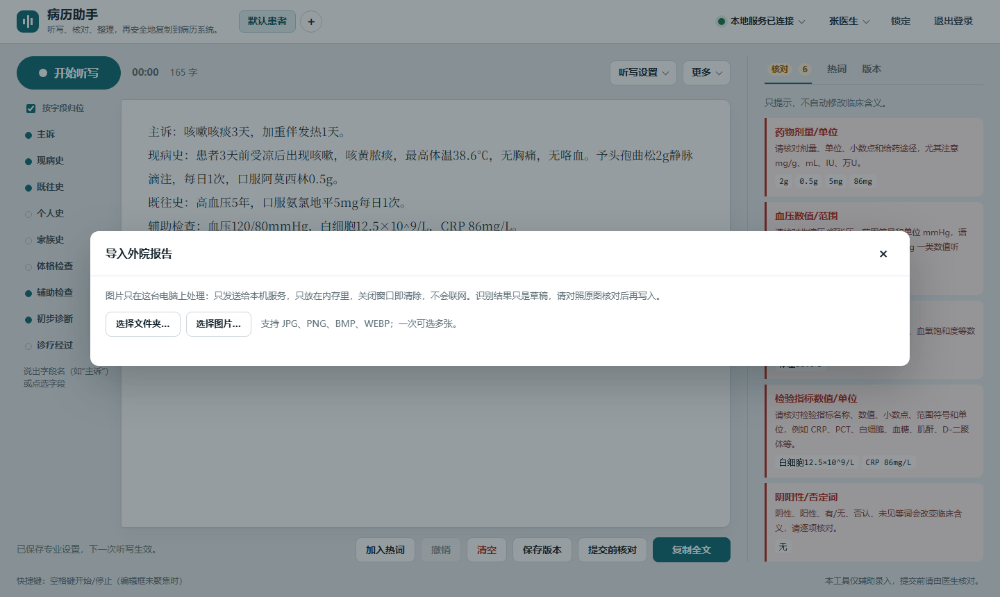 病历助手
听写、核对、整理，再安全地复制到病历系统。
默认患者
+
本地服务已连接
张医生
锁定
退出登录
开始听写
00:00
165 字
听写设置
更多
按字段归位
主诉
现病史
既往史
个人史
家族史
体格检查
辅助检查
初步诊断
诊疗经过
说出字段名（如“主诉”）
或点选字段
主诉：咳嗽咳痰3天，加重伴发热1天。
现病史：患者3天前受凉后出现咳嗽，咳黄脓痰，最高体温38.6℃，无胸痛，无咯血。予头孢曲松2g静脉
滴注，每日1次，口服阿莫西林0.5g。
既往史：高血压5年，口服氨氯地平5mg每日1次。
辅助检查：血压120/80mmHg，白细胞12.5×10^9/L，CRP 86mg/L。
导入外院报告
×
图片只在这台电脑上处理：只发送给本机服务，只放在内存里，关闭窗口即清除，不会联网。识别结果只是草稿，请对照原图核对后再写入。
选择文件夹...
选择图片...
支持 JPG、PNG、BMP、WEBP；一次可选多张。
核对 6
热词
版本
只提示，不自动修改临床含义。
药物剂量/单位
请核对剂量、单位、小数点和给药途径，尤其注意
mg/g、mL、IU、万U。
2g 0.5g 5mg 86mg
血压数值/范围
单位 mmHg，语
g 一类数值听
、血氧饱和度等数
检验指标数值/单位
请核对检验指标名称、数值、小数点、范围符号和单
位，例如 CRP、PCT、白细胞、血糖、肌酐、D-二聚
体等。
白细胞12.5×10^9/L CRP 86mg/L
阴阳性/否定词
阴性、阳性、有/无、否认、未见等词会改变临床含
义，请逐项核对。
无
已保存专业设置，下一次听写生效。
加入热词
撤销
清空
保存版本
提交前核对
复制全文
快捷键：空格键开始/停止（编辑框未聚焦时）
本工具仅辅助录入，提交前请由医生核对。